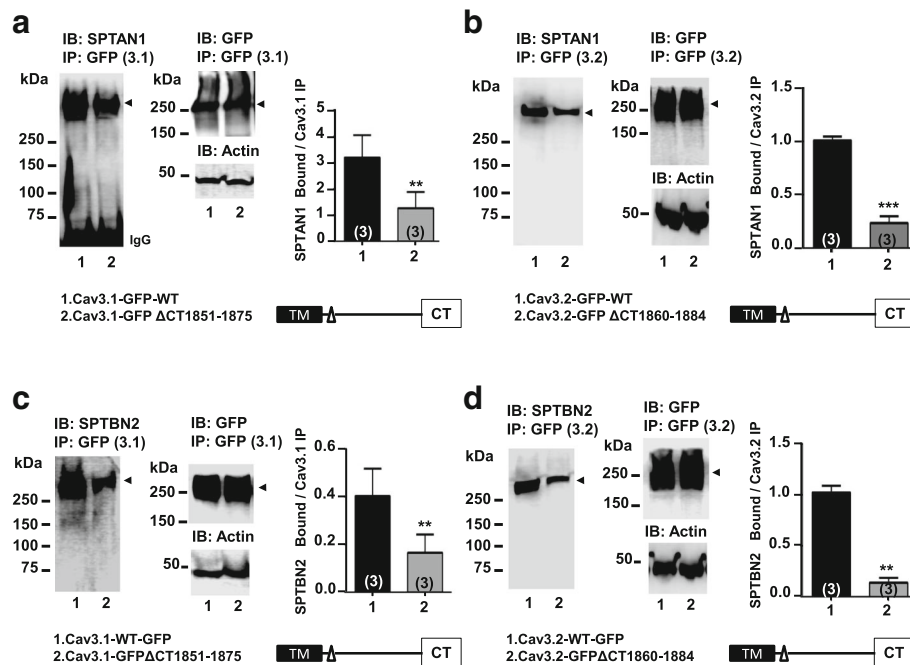 a
IB: SPTAN1
IP: GFP (3.1)
IB: GFP
IP: GFP (3.1)
kDa
250
150
100
75
IgG
1 2
kDa
250
150
IB: Actin
50
1 2
SPTAN1 Bound / Cav3.1 IP
5
4
3
2
1
0
**
(3)
(3)
1 2
1.Cav3.1-GFP-WT
2.Cav3.1-GFP ΔCT1851-1875
TM
Δ
CT
b
IB: SPTAN1
IP: GFP (3.2)
IB: GFP
IP: GFP (3.2)
kDa
250
150
100
75
1 2
kDa
250
150
IB: Actin
50
1 2
SPTAN1 Bound / Cav3.2 IP
1.5
1.0
0.5
0.0
***
(3)
(3)
1 2
1.Cav3.2-GFP-WT
2.Cav3.2-GFP ΔCT1860-1884
TM
Δ
CT
c
IB: SPTBN2
IP: GFP (3.1)
IB: GFP
IP: GFP (3.1)
kDa
250
150
100
75
1 2
kDa
250
150
IB: Actin
50
1 2
SPTBN2 Bound / Cav3.1 IP
0.6
0.4
0.2
0.0
**
(3)
(3)
1 2
1.Cav3.1-WT-GFP
2.Cav3.1-GFPΔCT1851-1875
TM
Δ
CT
d
IB: SPTBN2
IP: GFP (3.2)
IB: GFP
IP: GFP (3.2)
kDa
250
150
100
75
1 2
kDa
250
150
IB: Actin
50
1 2
SPTBN2 Bound / Cav3.2 IP
1.5
1.0
0.5
0.0
**
(3)
(3)
1 2
1.Cav3.2-WT-GFP
2.Cav3.2-GFPΔCT1860-1884
TM
Δ
CT